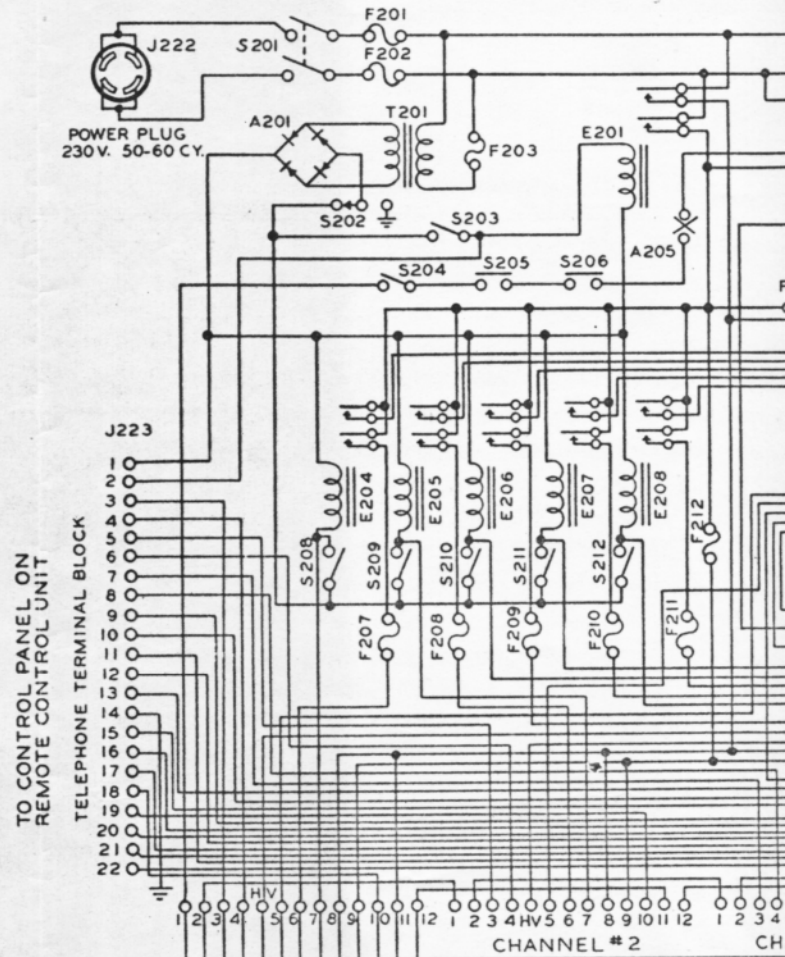 F201
J222
S201
F202
T201
A201
E201
POWER PLUG
230 V. 50-60 CY.
F203
S202
S203
A205
S204
S205
S206
F
J223
1
2
3
4
5
6
7
8
9
10
11
12
13
14
15
16
17
18
19
20
21
22
TO CONTROL PANEL ON
REMOTE CONTROL UNIT
TELEPHONE TERMINAL BLOCK
E204
E205
E206
E207
E208
F212
S208
S209
S210
S211
S212
F207
F208
F209
F210
F211
1 2 3 4 HV 5 6 7 8 9 10 11 12
1 2 3 4 HV 5 6 7 8 9 10 11 12
1 2 3 4
CHANNEL #2
CH